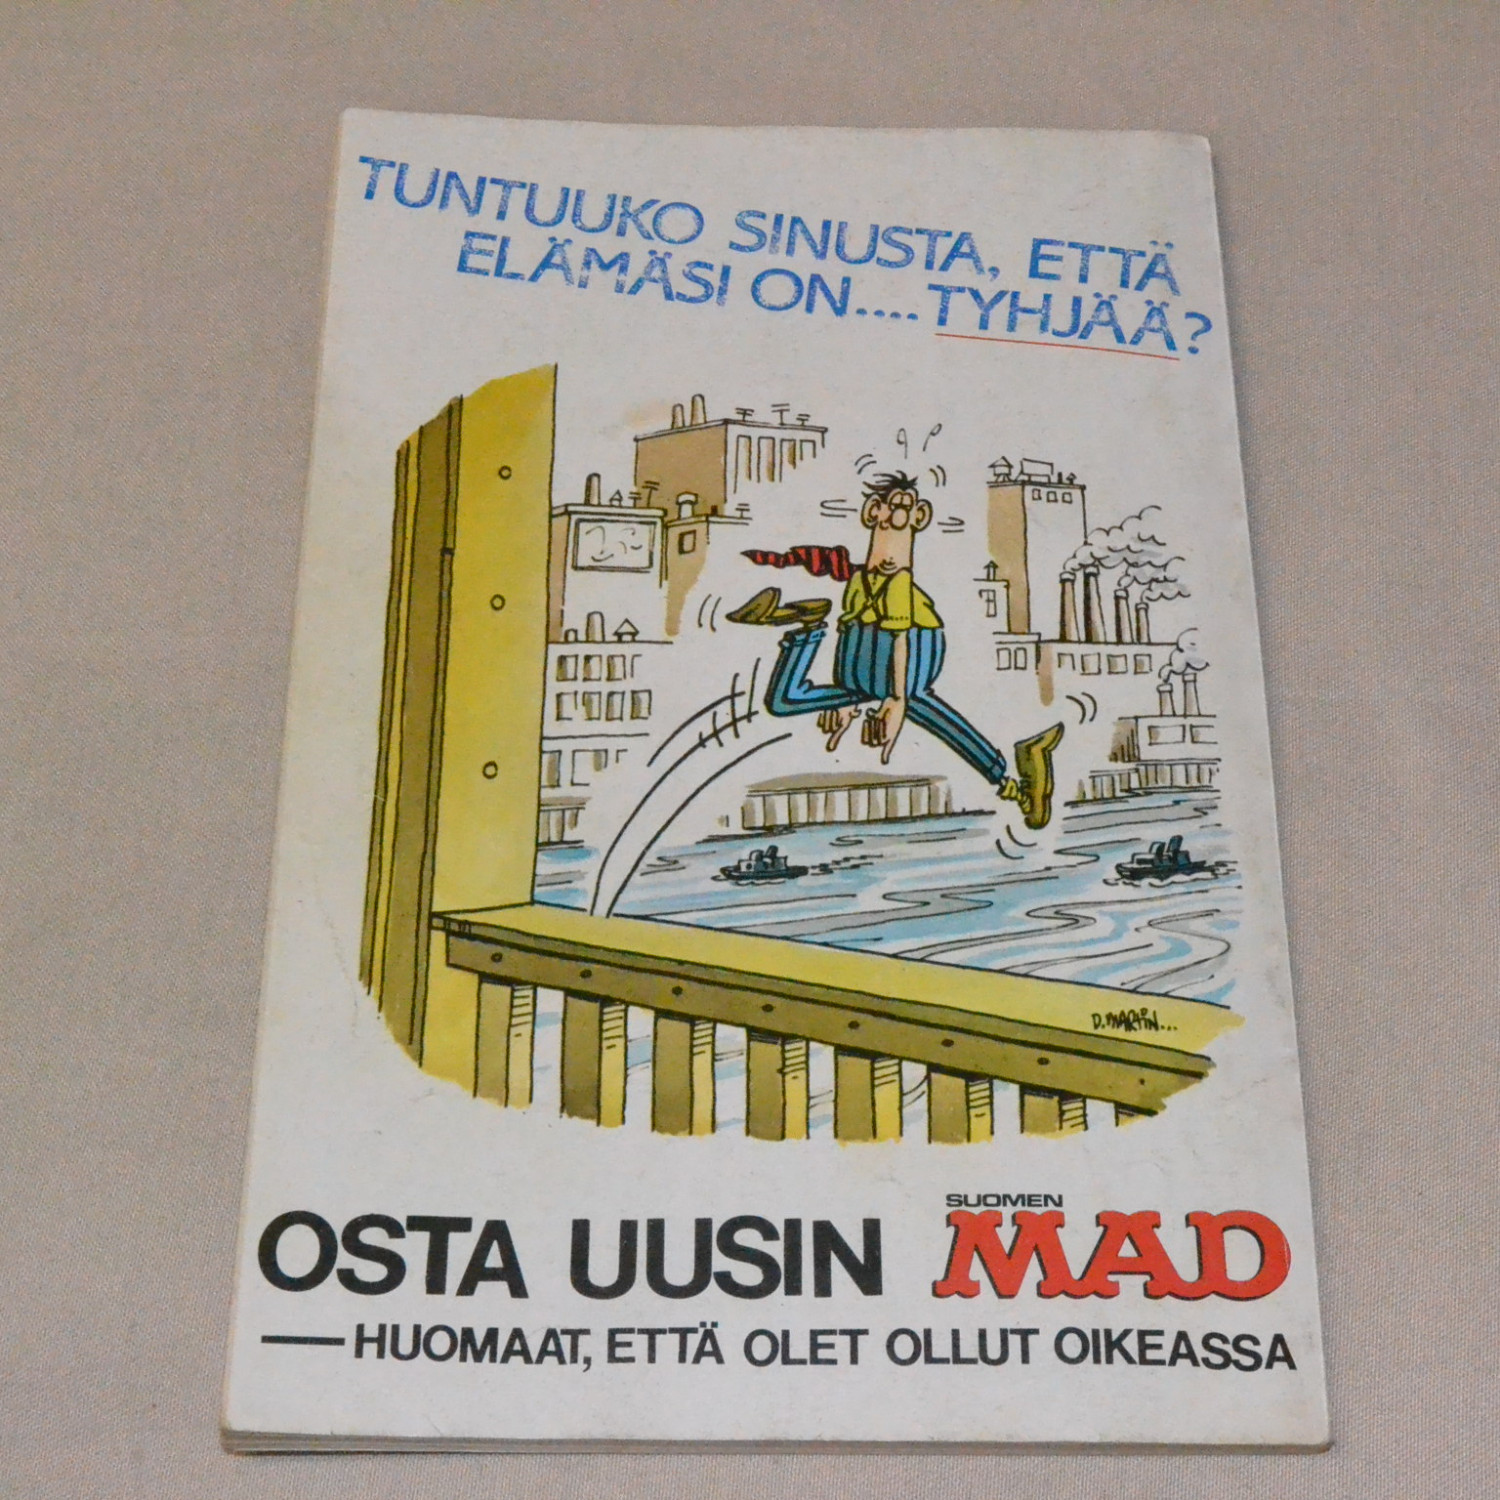 TUNTUUKO SINUSTA, ETTÄ
ELÄMÄSI ON.... TYHJÄÄ?
D. MARTIN...
OSTA UUSIN SUOMEN MAD
— HUOMAAT, ETTÄ OLET OLLUT OIKEASSA